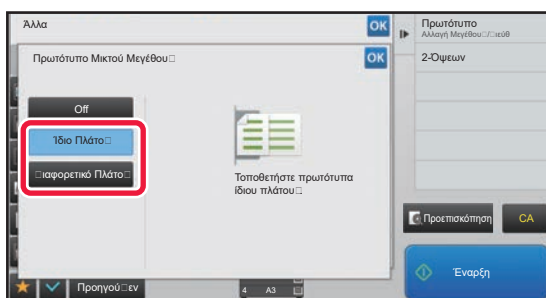 Άλλα
OK
Πρωτότυπο
Αλλαγή Μεγέθου□/□ιεύθ
Πρωτότυπο Μικτού Μεγέθου□
OK
2-Όψεων
Off
Ίδιο Πλάτο□
□ιαφορετικό Πλάτο□
Τοποθετήστε πρωτότυπα
ίδιου πλάτου□
Προεπισκόπηση
CA
Έναρξη
Προηγού□εν
4 A3